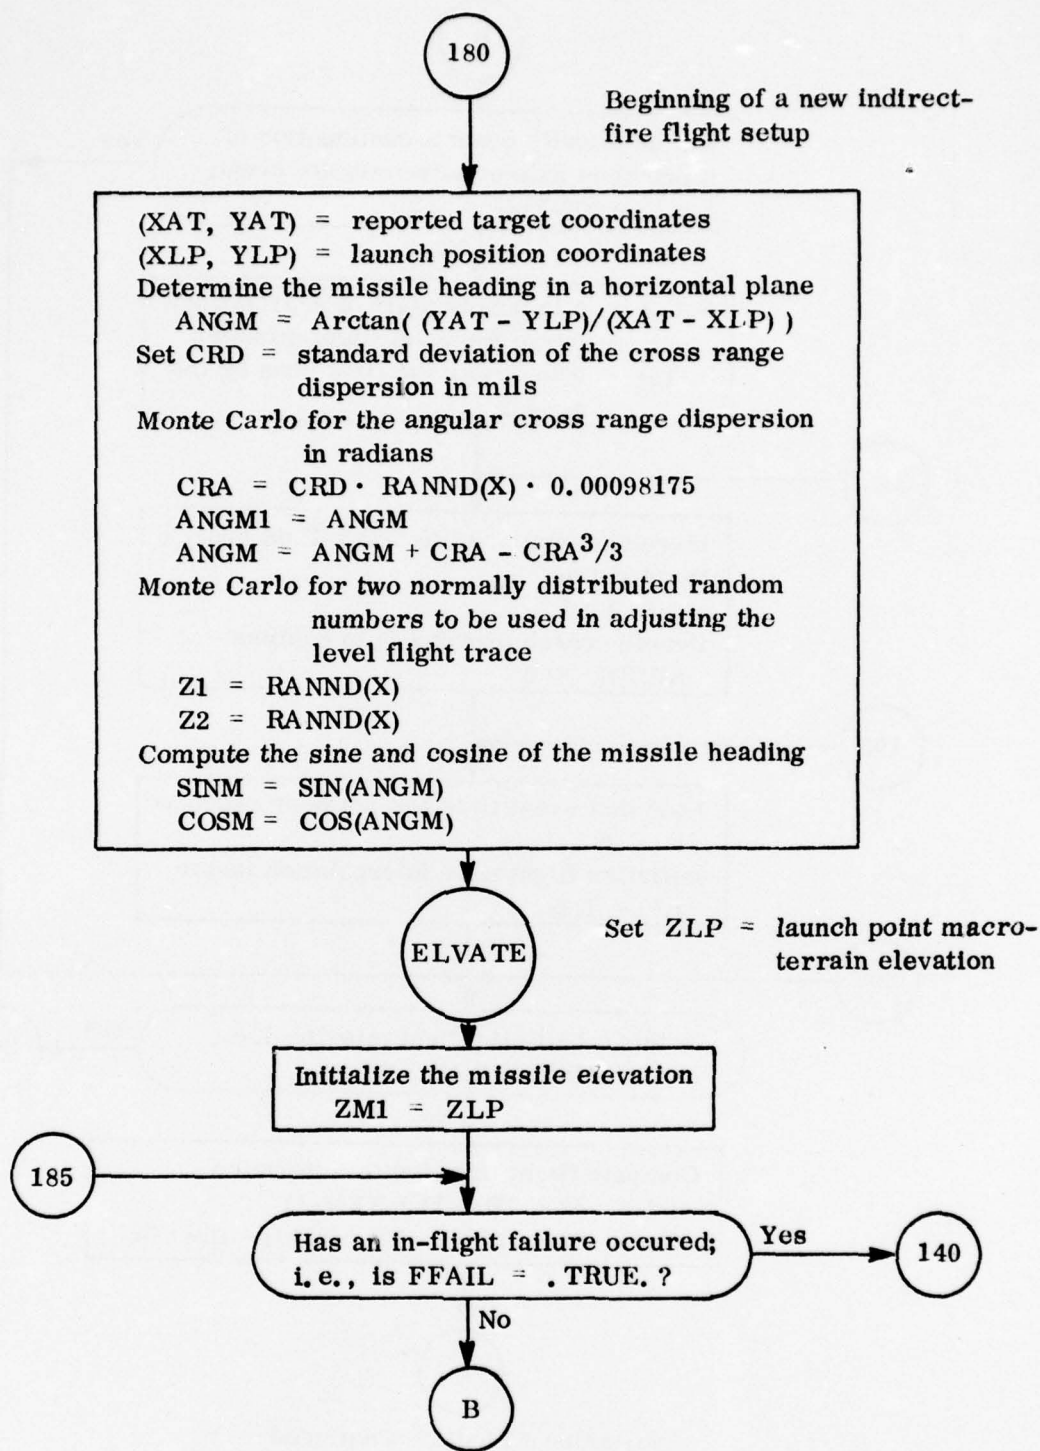 180
Beginning of a new indirect-
fire flight setup
(XAT, YAT) = reported target coordinates
(XLP, YLP) = launch position coordinates
Determine the missile heading in a horizontal plane
ANGM = Arctan( (YAT - YLP)/(XAT - XLP) )
Set CRD = standard deviation of the cross range
dispersion in mils
Monte Carlo for the angular cross range dispersion
in radians
CRA = CRD · RANND(X) · 0.00098175
ANGM1 = ANGM
ANGM = ANGM + CRA - CRA³/3
Monte Carlo for two normally distributed random
numbers to be used in adjusting the
level flight trace
Z1 = RANND(X)
Z2 = RANND(X)
Compute the sine and cosine of the missile heading
SINM = SIN(ANGM)
COSM = COS(ANGM)
ELVATE
Set ZLP = launch point macro-
terrain elevation
Initialize the missile elevation
ZM1 = ZLP
185
Has an in-flight failure occured;
i.e., is FFAIL = .TRUE.?
Yes
140
No
B